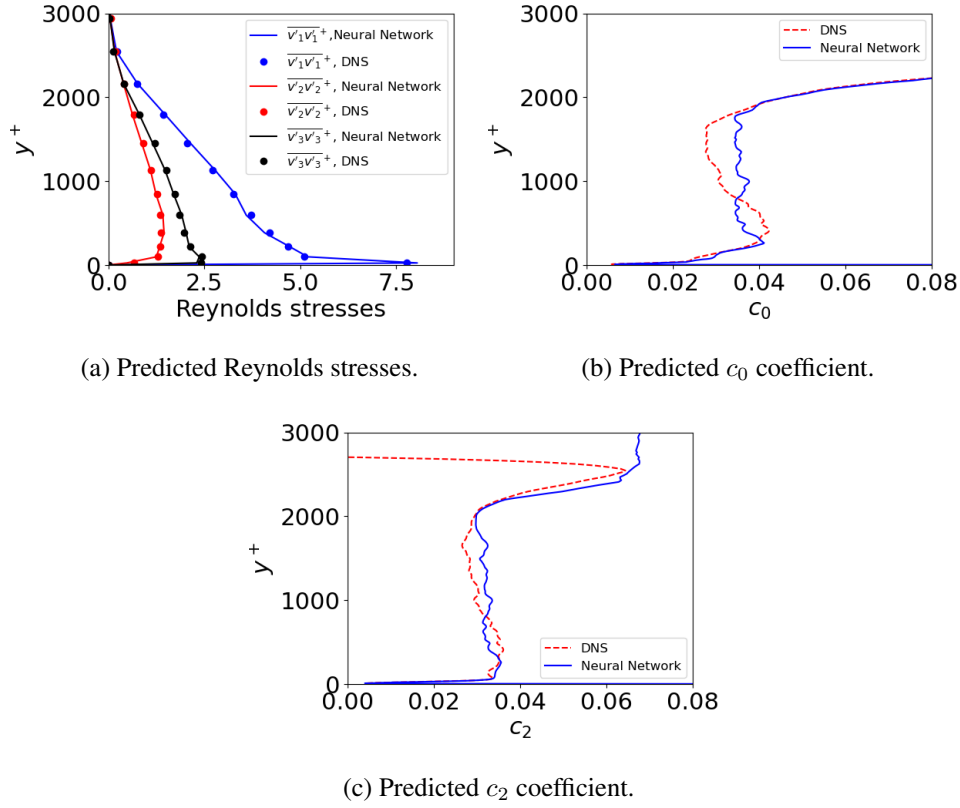 3000
2000
1000
0
y⁺
0.0
2.5
5.0
7.5
Reynolds stresses
v'₁v'₁⁺,Neural Network
v'₁v'₁⁺, DNS
v'₂v'₂⁺,Neural Network
v'₂v'₂⁺, DNS
v'₃v'₃⁺,Neural Network
v'₃v'₃⁺, DNS
(a) Predicted Reynolds stresses.
3000
2000
1000
0
y⁺
0.00
0.02
0.04
0.06
0.08
c₀
DNS
Neural Network
(b) Predicted c₀ coefficient.
3000
2000
1000
0
y⁺
0.00
0.02
0.04
0.06
0.08
c₂
DNS
Neural Network
(c) Predicted c₂ coefficient.